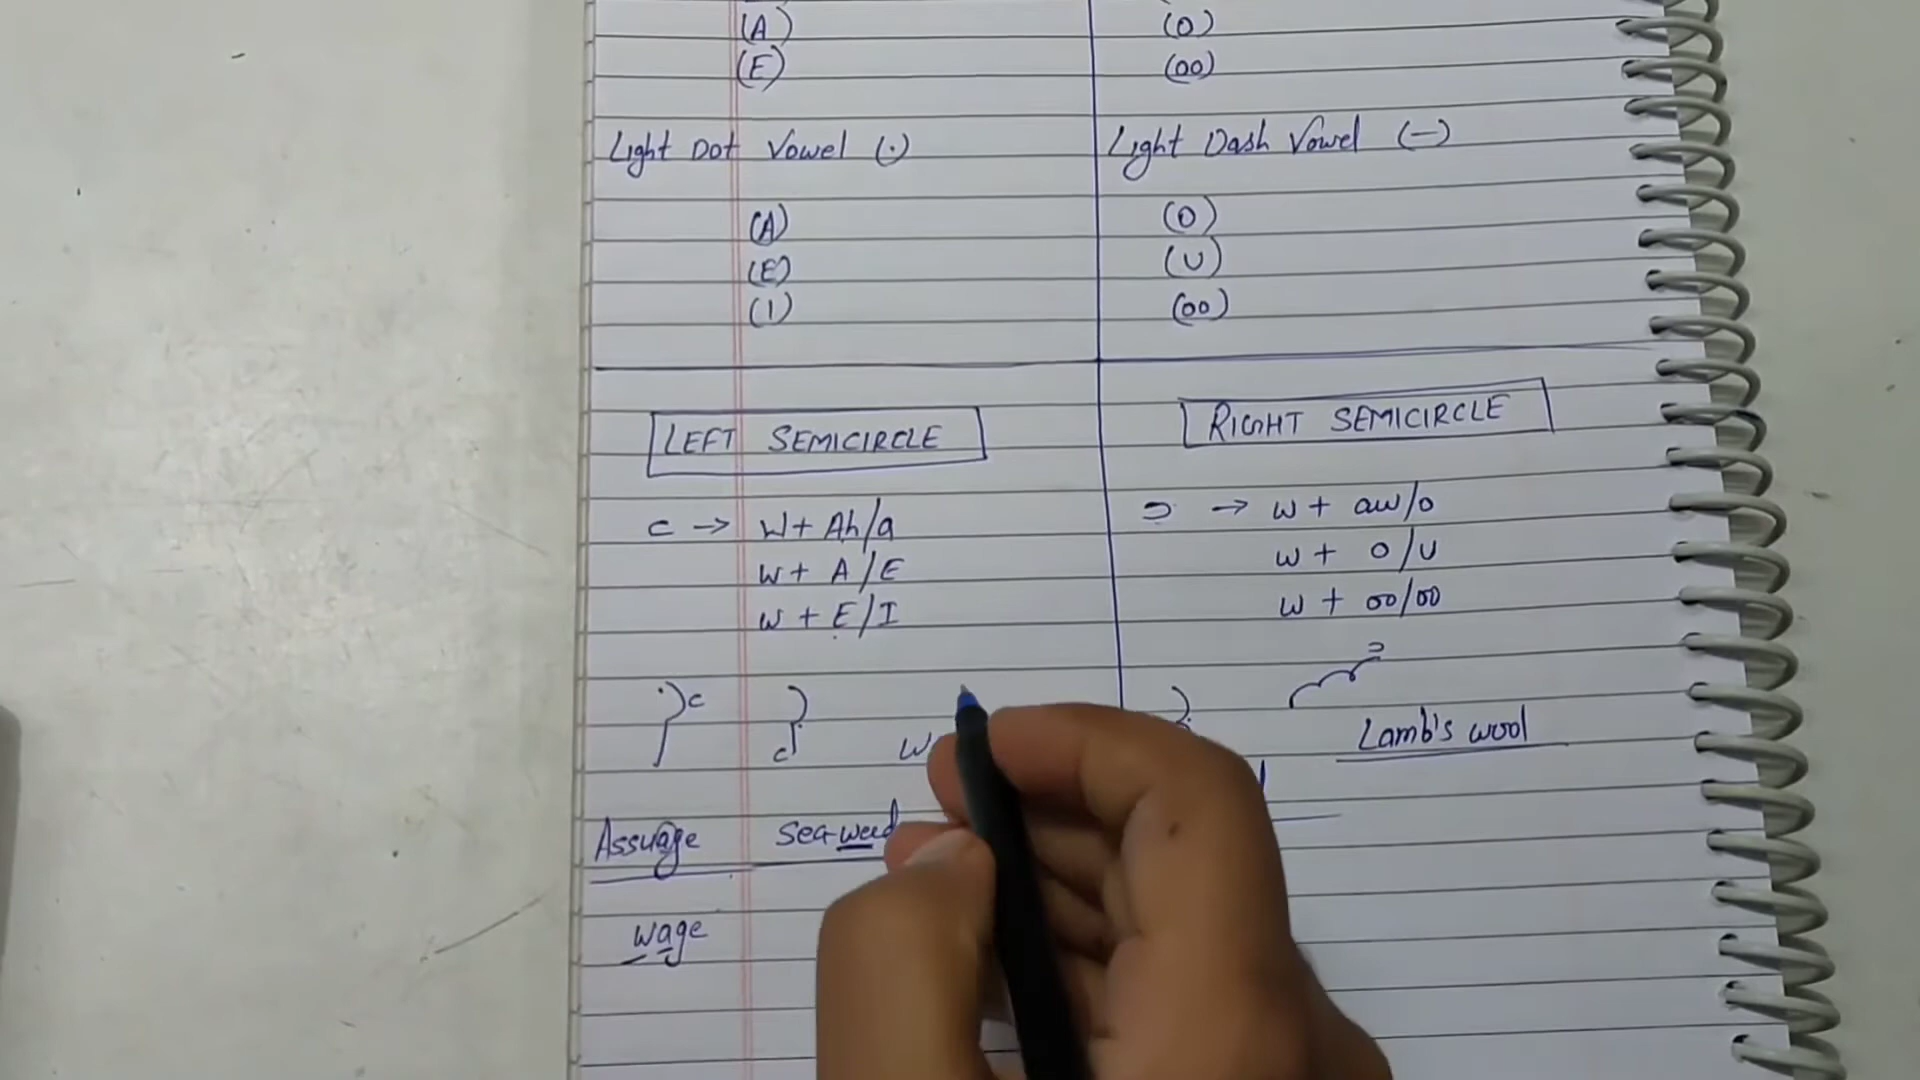 (A)
(E)
(O)
(oo)
Light Dot Vowel (.)
Light Dash Vowel (—)
(A)
(E)
(I)
(O)
(U)
(oo)
LEFT SEMICIRCLE
RIGHT SEMICIRCLE
c → W + Ah/a
W + A/E
W + E/I
⊃ → W + aw/o
W + O/U
W + oo/oo
Lamb's wool
Assuage
Sea-weed
wage